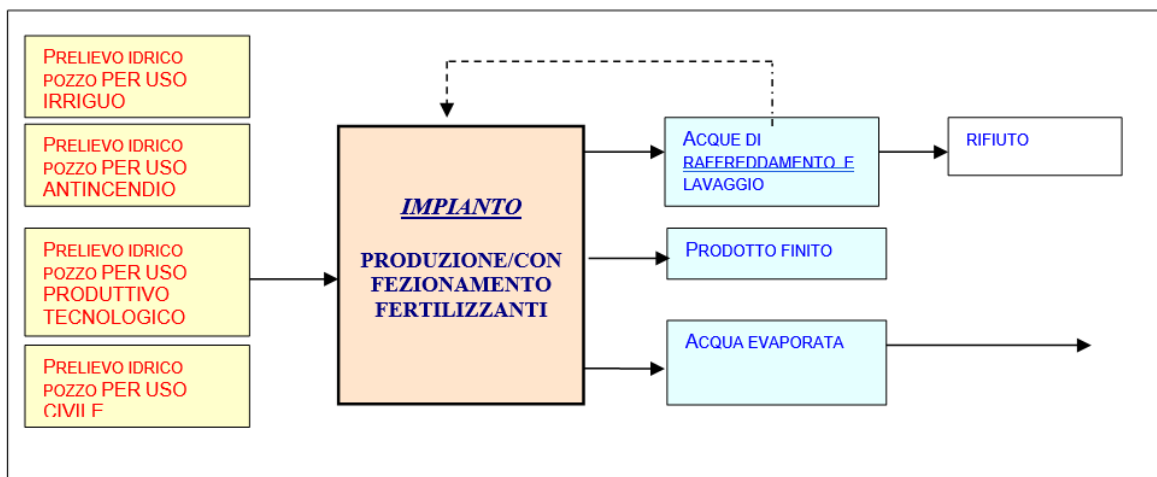 PRELIEVO IDRICO
POZZO PER USO
IRRIGUO
PRELIEVO IDRICO
POZZO PER USO
ANTINCENDIO
PRELIEVO IDRICO
POZZO PER USO
PRODUTTIVO
TECNOLOGICO
PRELIEVO IDRICO
POZZO PER USO
CIVILE
IMPIANTO
PRODUZIONE/CON
FEZIONAMENTO
FERTILIZZANTI
ACQUE DI
RAFFREDDAMENTO E
LAVAGGIO
RIFIUTO
PRODOTTO FINITO
ACQUA EVAPORATA